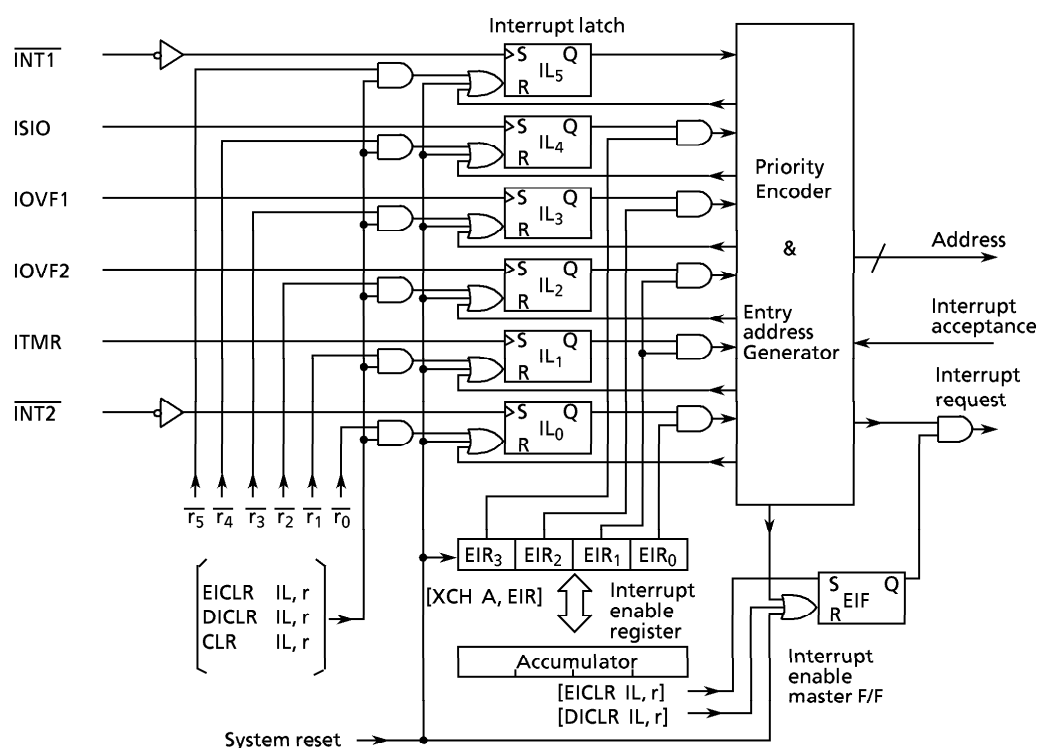 Interrupt latch
INT1
S Q
IL5
R
ISIO
S Q
IL4
R
Priority
Encoder
&
Entry
address
Generator
IOVF1
S Q
IL3
R
Address
IOVF2
S Q
IL2
R
Interrupt
acceptance
ITMR
S Q
IL1
R
Interrupt
request
INT2
S Q
IL0
R
r5 r4 r3 r2 r1 r0
EIR3 EIR2 EIR1 EIR0
[XCH A, EIR]
Interrupt
enable
register
EICLR IL, r
DICLR IL, r
CLR IL, r
S Q
EIF
R
Accumulator
Interrupt
enable
master F/F
[EICLR IL, r]
[DICLR IL, r]
System reset